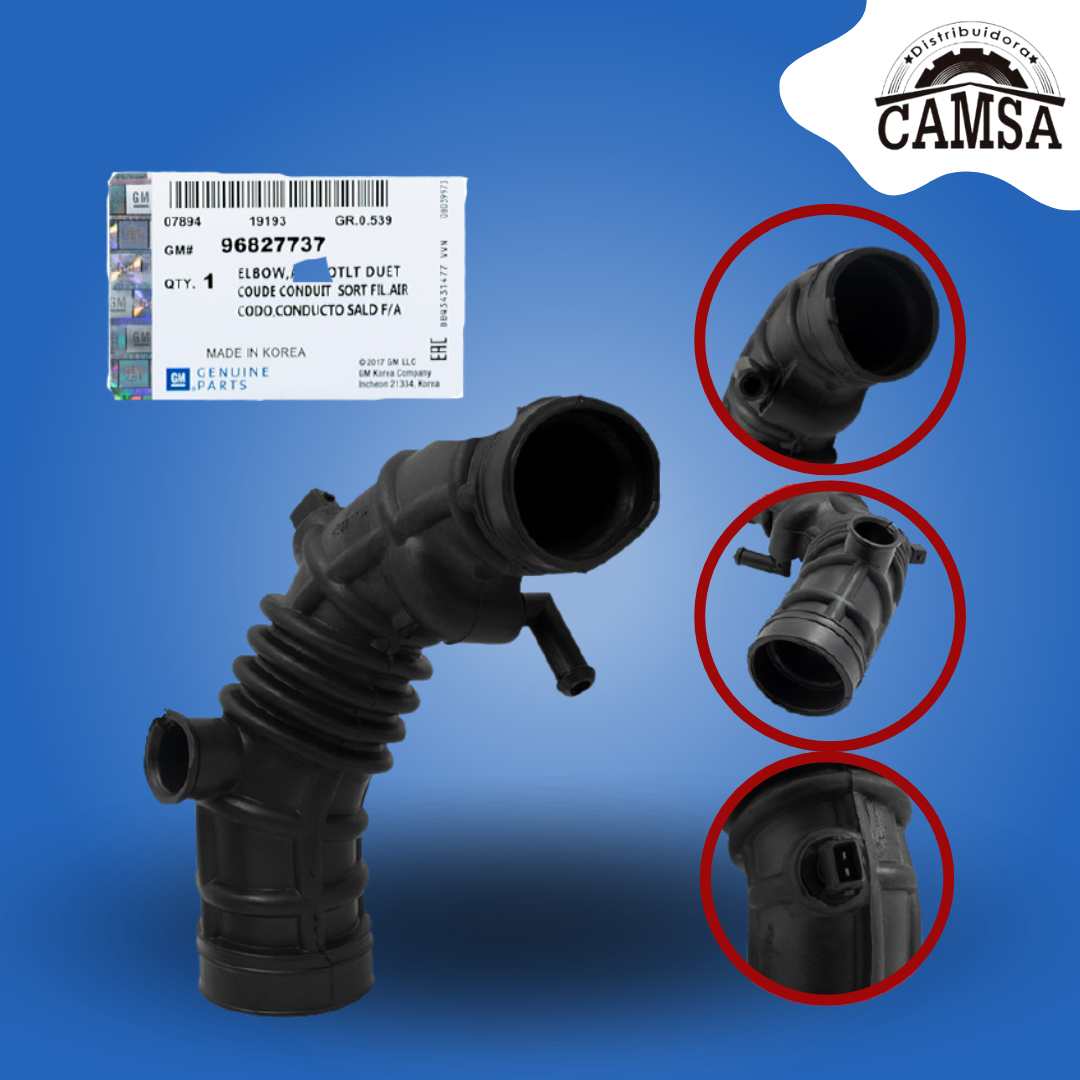 Distribuidora
CAMSA
GM
07894 19193 GR.0.539
GM# 96827737
QTY. 1 ELBOW, OTLT DUET
COUDE CONDUIT SORT FIL.AIR
CODO,CONDUCTO SALD F/A
MADE IN KOREA
GM GENUINE
PARTS
©2017 GM LLC
GM Korea Company
Incheon 21334, Korea
EAC 8BQ3431477 VVN 08039973